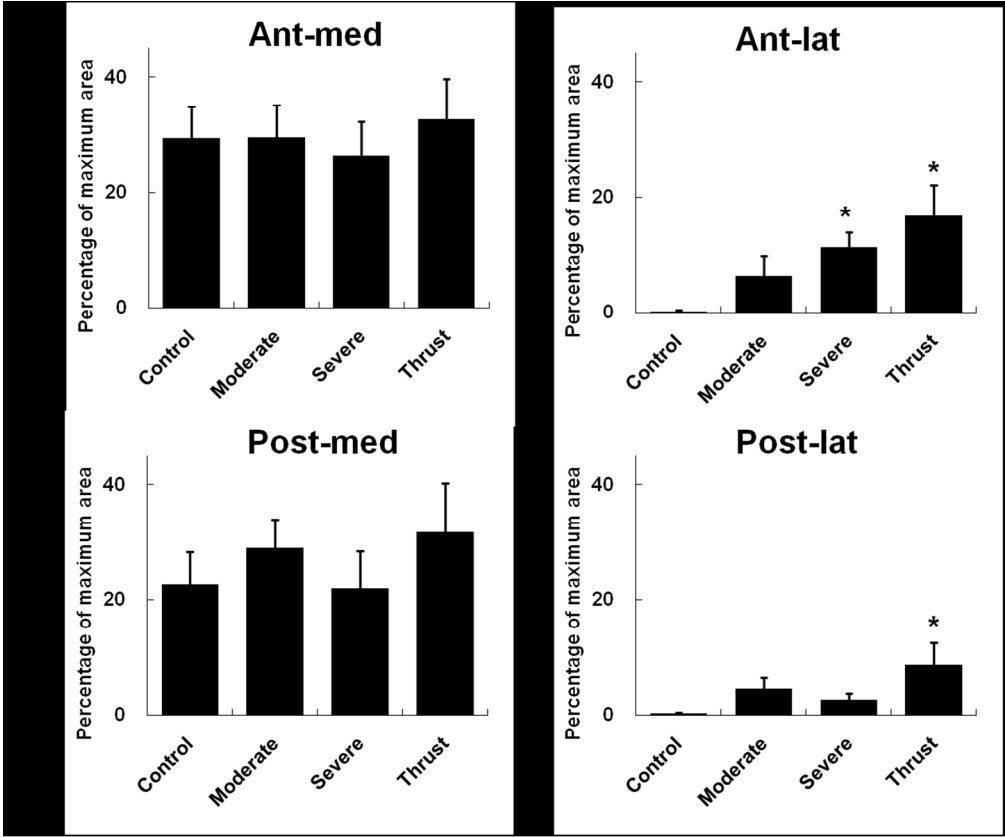 Ant-med
Percentage of maximum area
40
20
0
Control
Moderate
Severe
Thrust
Ant-lat
Percentage of maximum area
40
20
0
*
*
Control
Moderate
Severe
Thrust
Post-med
Percentage of maximum area
40
20
0
Control
Moderate
Severe
Thrust
Post-lat
Percentage of maximum area
40
20
0
*
Control
Moderate
Severe
Thrust